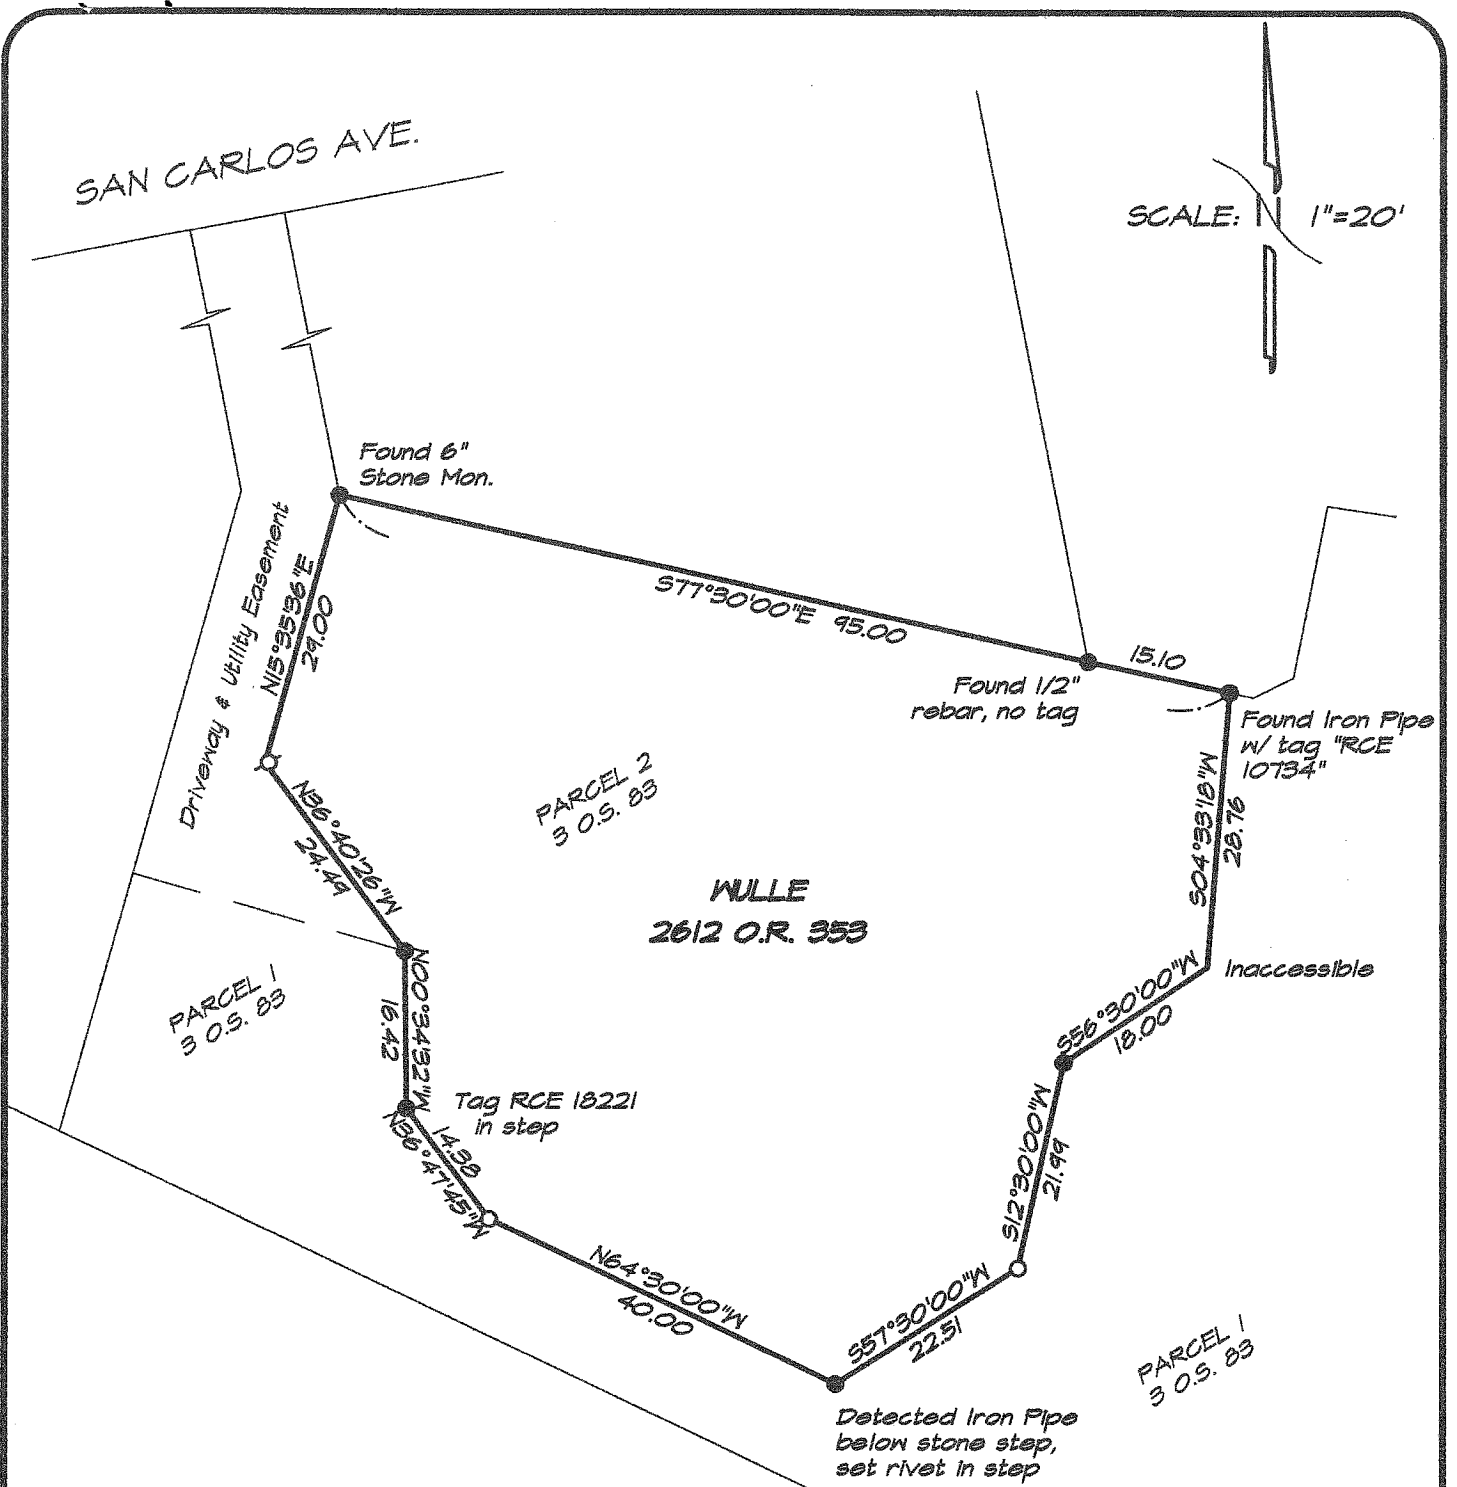 SAN CARLOS AVE.
SCALE: 1"=20'
N
Found 6"
Stone Mon.
Driveway & Utility Easement
N15°35'36"E
29.00
S77°30'00"E 95.00
15.10
Found 1/2"
rebar, no tag
Found Iron Pipe
w/ tag "RCE
10734"
S04°33'18"W
28.76
N36°40'26"W
24.49
PARCEL 2
3 O.S. 83
WULLE
2612 O.R. 353
Inaccessible
S56°30'00"W
18.00
PARCEL 1
3 O.S. 83
N00°34'32"W
16.42
Tag RCE 18221
in step
N36°47'45"W
14.38
S12°30'00"W
21.99
N64°30'00"W
40.00
S57°30'00"W
22.51
PARCEL 1
3 O.S. 83
Detected Iron Pipe
below stone step,
set rivet in step